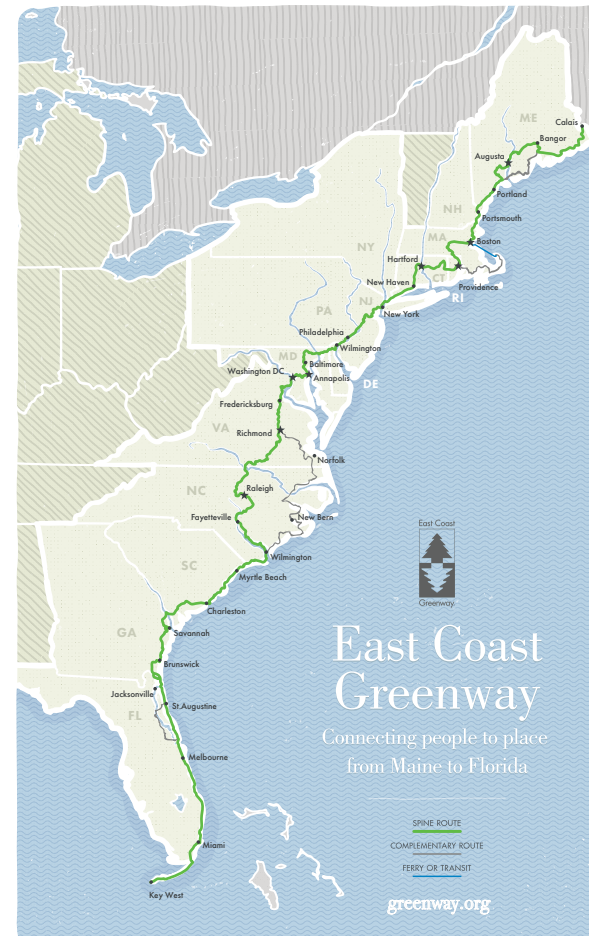 ME
Calais
Bangor
Augusta
Portland
NH
Portsmouth
MA
Boston
NY
Hartford
CT
Providence
RI
New Haven
NJ
New York
PA
Philadelphia
Wilmington
MD
Baltimore
Washington DC
Annapolis
DE
Fredericksburg
VA
Richmond
Norfolk
NC
Raleigh
Fayetteville
New Bern
Wilmington
SC
Myrtle Beach
Charleston
GA
Savannah
Brunswick
Jacksonville
St.Augustine
FL
Melbourne
Miami
Key West
East Coast
Greenway
East Coast
Greenway
Connecting people to place
from Maine to Florida
SPINE ROUTE
COMPLEMENTARY ROUTE
FERRY OR TRANSIT
greenway.org